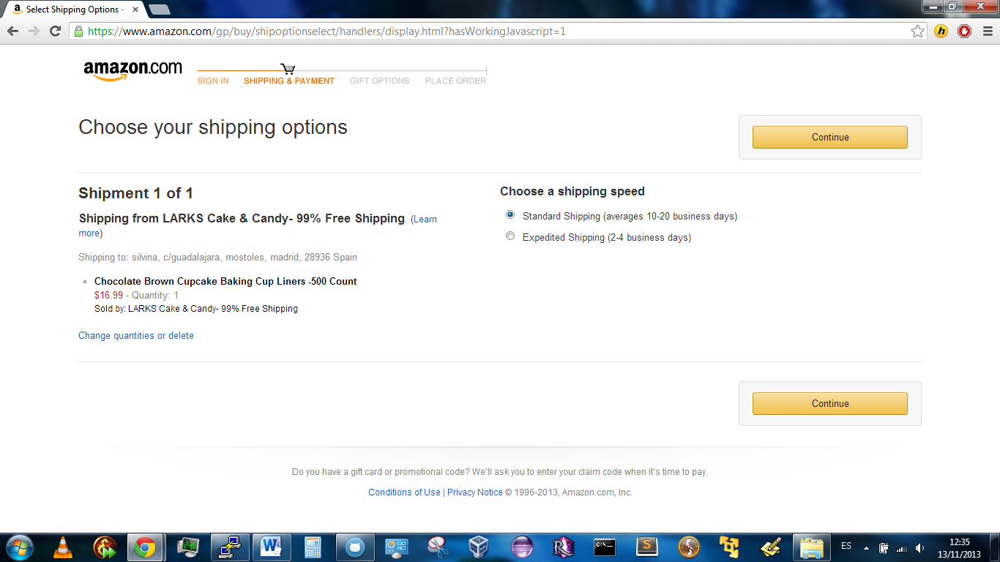 Select Shipping Options -
https://www.amazon.com/gp/buy/shipoptionselect/handlers/display.html?hasWorkingJavascript=1
amazon.com
SIGN IN SHIPPING & PAYMENT GIFT OPTIONS PLACE ORDER
Choose your shipping options
Continue
Shipment 1 of 1
Shipping from LARKS Cake & Candy- 99% Free Shipping (Learn
more)
Shipping to: silvina, c/guadalajara, mostoles, madrid, 28936 Spain
Chocolate Brown Cupcake Baking Cup Liners -500 Count
$16.99 - Quantity: 1
Sold by: LARKS Cake & Candy- 99% Free Shipping
Change quantities or delete
Choose a shipping speed
Standard Shipping (averages 10-20 business days)
Expedited Shipping (2-4 business days)
Continue
Do you have a gift card or promotional code? We'll ask you to enter your claim code when it's time to pay.
Conditions of Use | Privacy Notice © 1996-2013, Amazon.com, Inc.
ES
12:35
13/11/2013